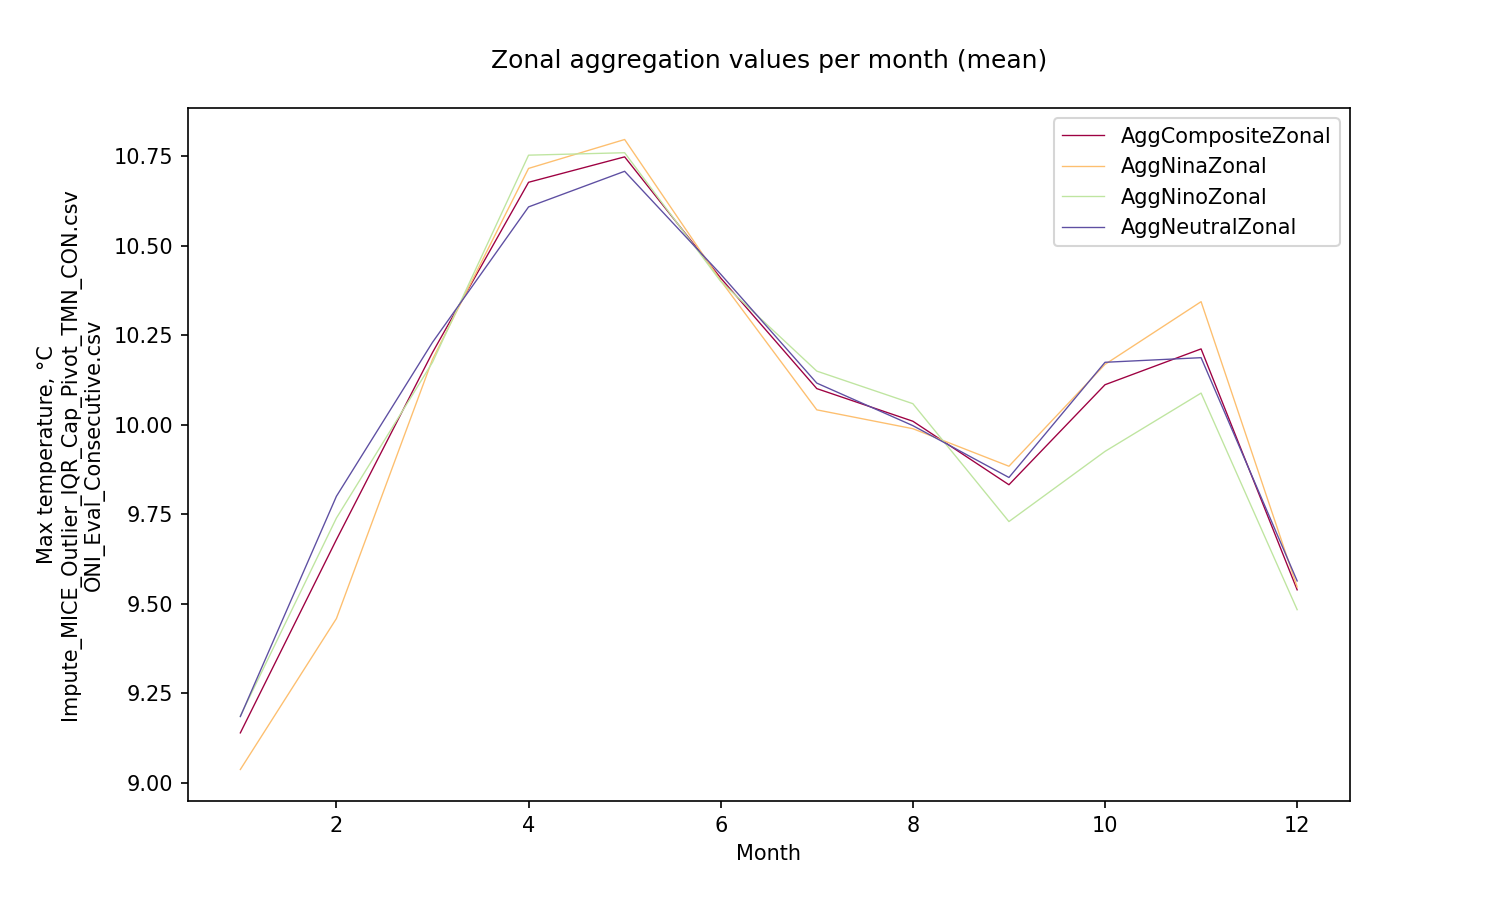 Zonal aggregation values per month (mean)
Max temperature, °C
Impute_MICE_Outlier_IQR_Cap_Pivot_TMN_CON.csv
ONI_Eval_Consecutive.csv
10.75
10.50
10.25
10.00
9.75
9.50
9.25
9.00
AggCompositeZonal
AggNinaZonal
AggNinoZonal
AggNeutralZonal
2 4 6 8 10 12
Month